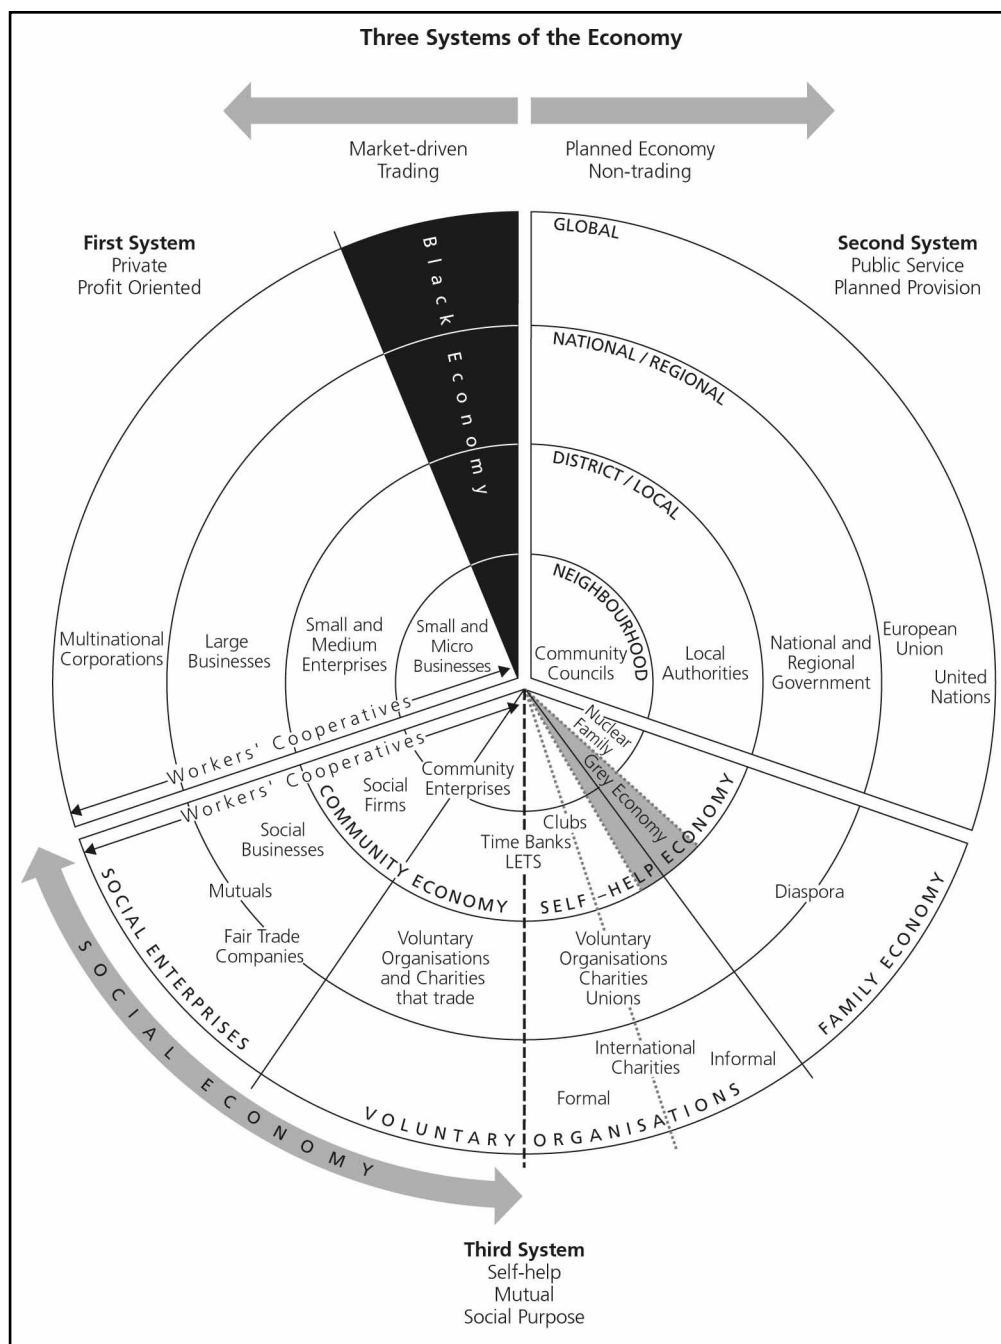 Three Systems of the Economy
Market-driven
Trading
Planned Economy
Non-trading
First System
Private
Profit Oriented
Second System
Public Service
Planned Provision
Black Economy
GLOBAL
NATIONAL / REGIONAL
DISTRICT / LOCAL
NEIGHBOURHOOD
Multinational
Corporations
Large
Businesses
Small and
Medium
Enterprises
Small and
Micro
Businesses
Community
Councils
Local
Authorities
National and
Regional
Government
European
Union
United
Nations
Workers' Cooperatives
Workers' Cooperatives
Nuclear
Family
Grey Economy
Social
Firms
Community
Enterprises
Social
Businesses
COMMUNITY ECONOMY
SELF-HELP ECONOMY
Clubs
Time Banks
LETS
Mutuals
Fair Trade
Companies
Diaspora
Voluntary
Organisations
and Charities
that trade
Voluntary
Organisations
Charities
Unions
International
Charities
Informal
Formal
SOCIAL ENTERPRISES
VOLUNTARY ORGANISATIONS
FAMILY ECONOMY
SOCIAL ECONOMY
Third System
Self-help
Mutual
Social Purpose